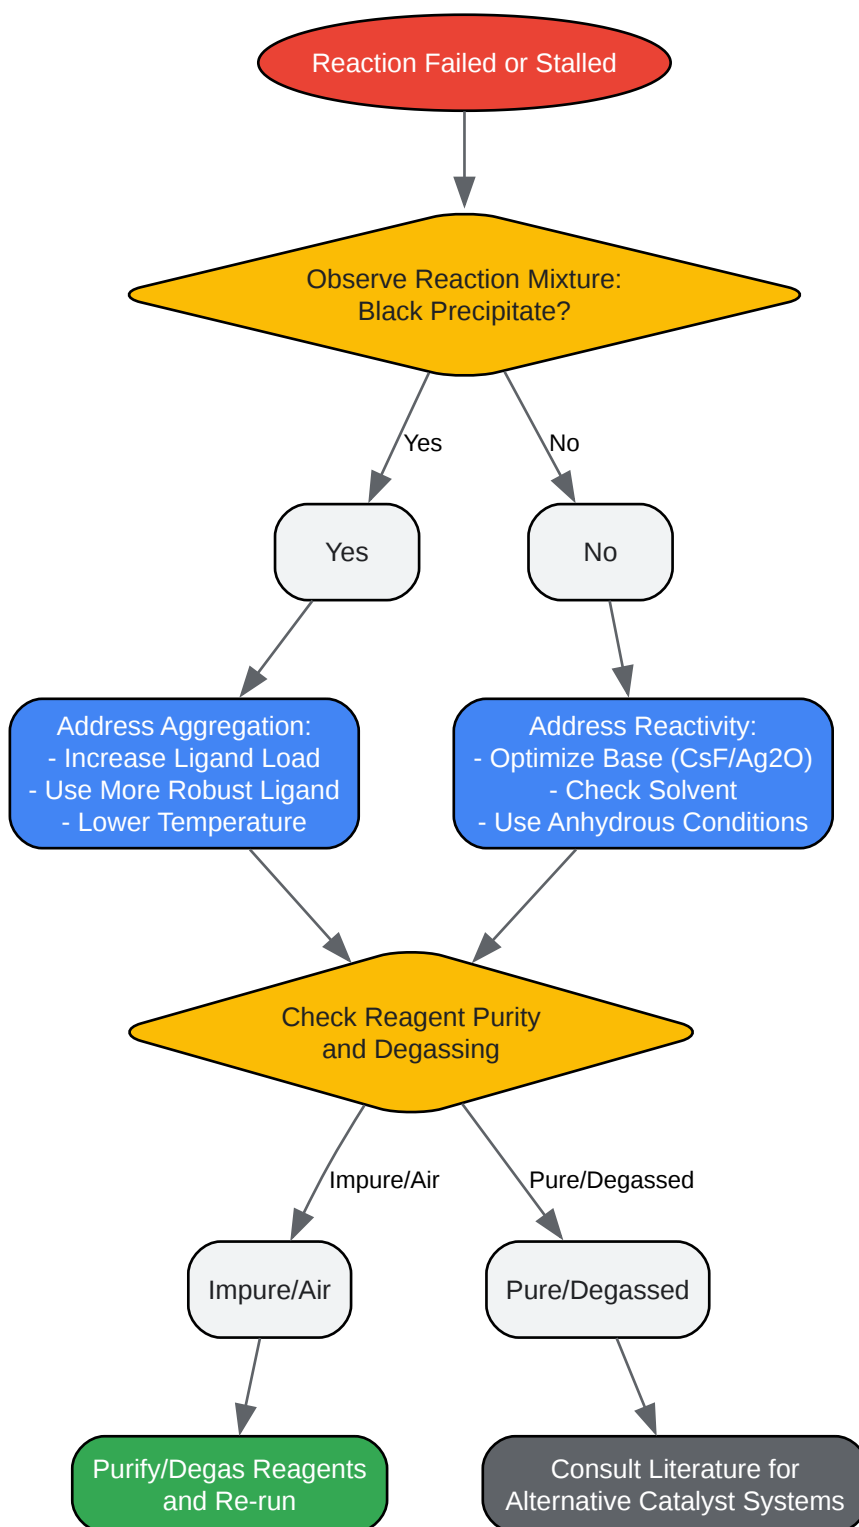 Reaction Failed or Stalled
Observe Reaction Mixture:
Black Precipitate?
Yes
No
Yes
No
Address Aggregation:
- Increase Ligand Load
- Use More Robust Ligand
- Lower Temperature
Address Reactivity:
- Optimize Base (CsF/Ag2O)
- Check Solvent
- Use Anhydrous Conditions
Check Reagent Purity
and Degassing
Impure/Air
Pure/Degassed
Impure/Air
Pure/Degassed
Purify/Degas Reagents
and Re-run
Consult Literature for
Alternative Catalyst Systems